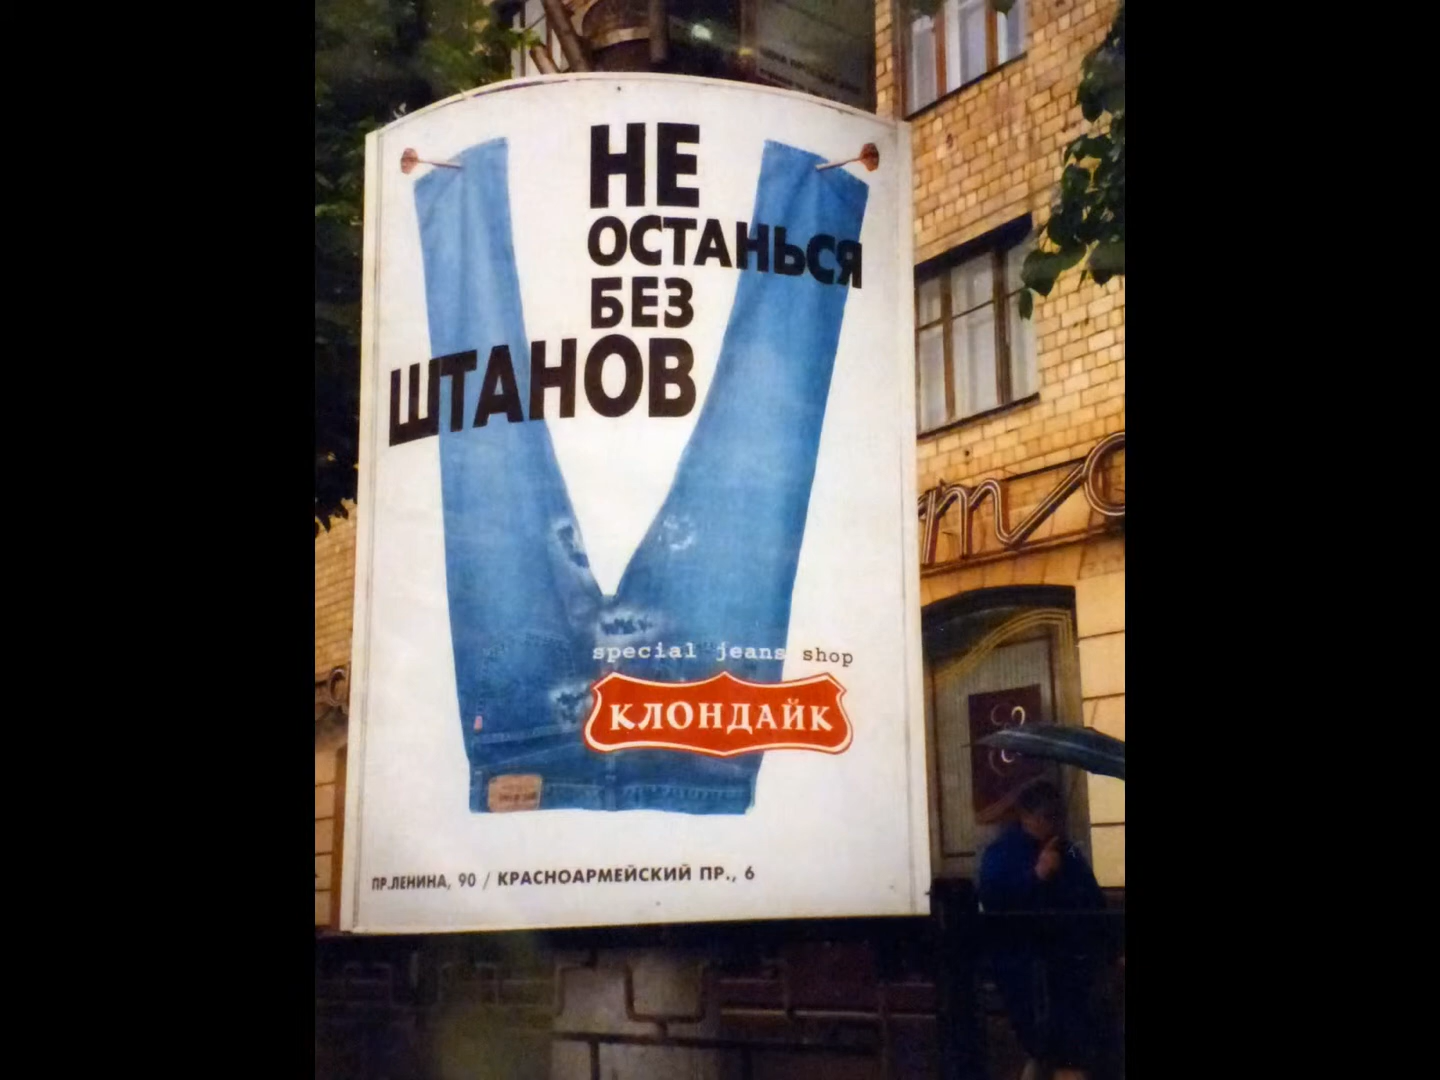 НЕ
ОСТАНЬСЯ
БЕЗ
ШТАНОВ
special jeans shop
КЛОНДАЙК
ПР.ЛЕНИНА, 90 / КРАСНОАРМЕЙСКИЙ ПР., 6